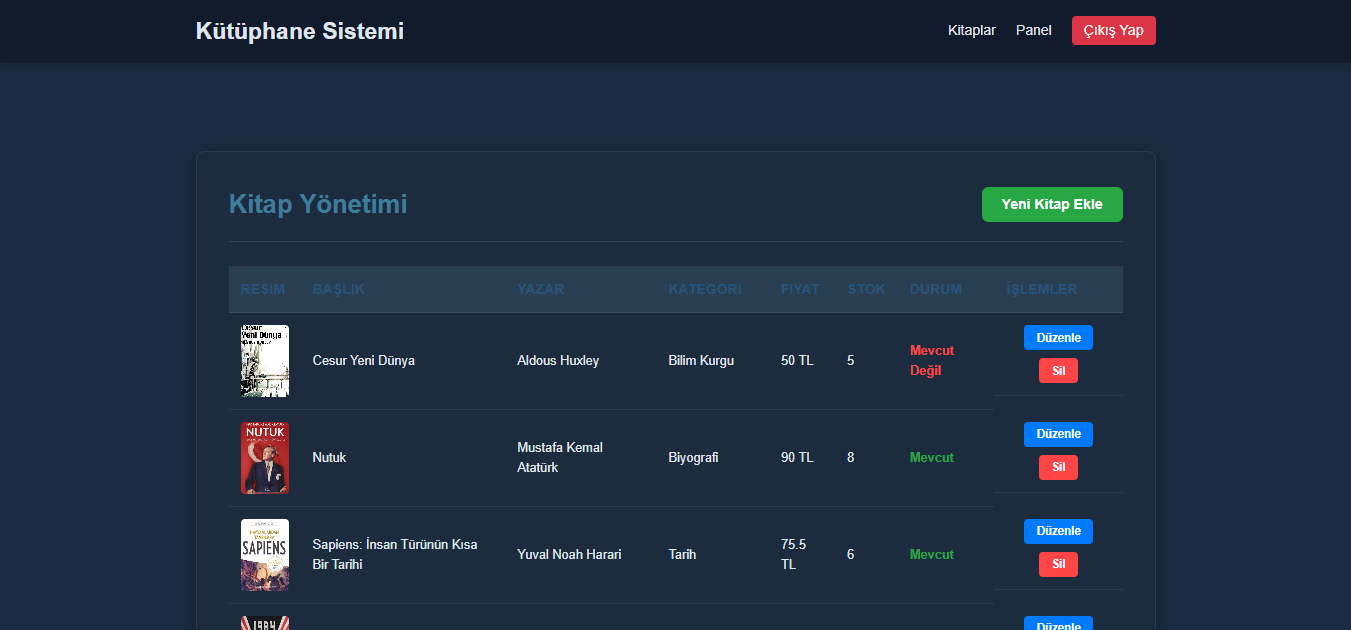 Kütüphane Sistemi
Kitaplar Panel Çıkış Yap
Kitap Yönetimi
Yeni Kitap Ekle
RESIM BAŞLIK YAZAR KATEGORI FIYAT STOK DURUM İŞLEMLER
Cesur Yeni Dünya Aldous Huxley Bilim Kurgu 50 TL 5 Mevcut Değil Düzenle
Sil
NUTUK
Nutuk Mustafa Kemal Atatürk Biyografi 90 TL 8 Mevcut Düzenle
Sil
SAPIENS
Sapiens: İnsan Türünün Kısa Bir Tarihi Yuval Noah Harari Tarih 75.5 TL 6 Mevcut Düzenle
Sil
1984
Düzenle